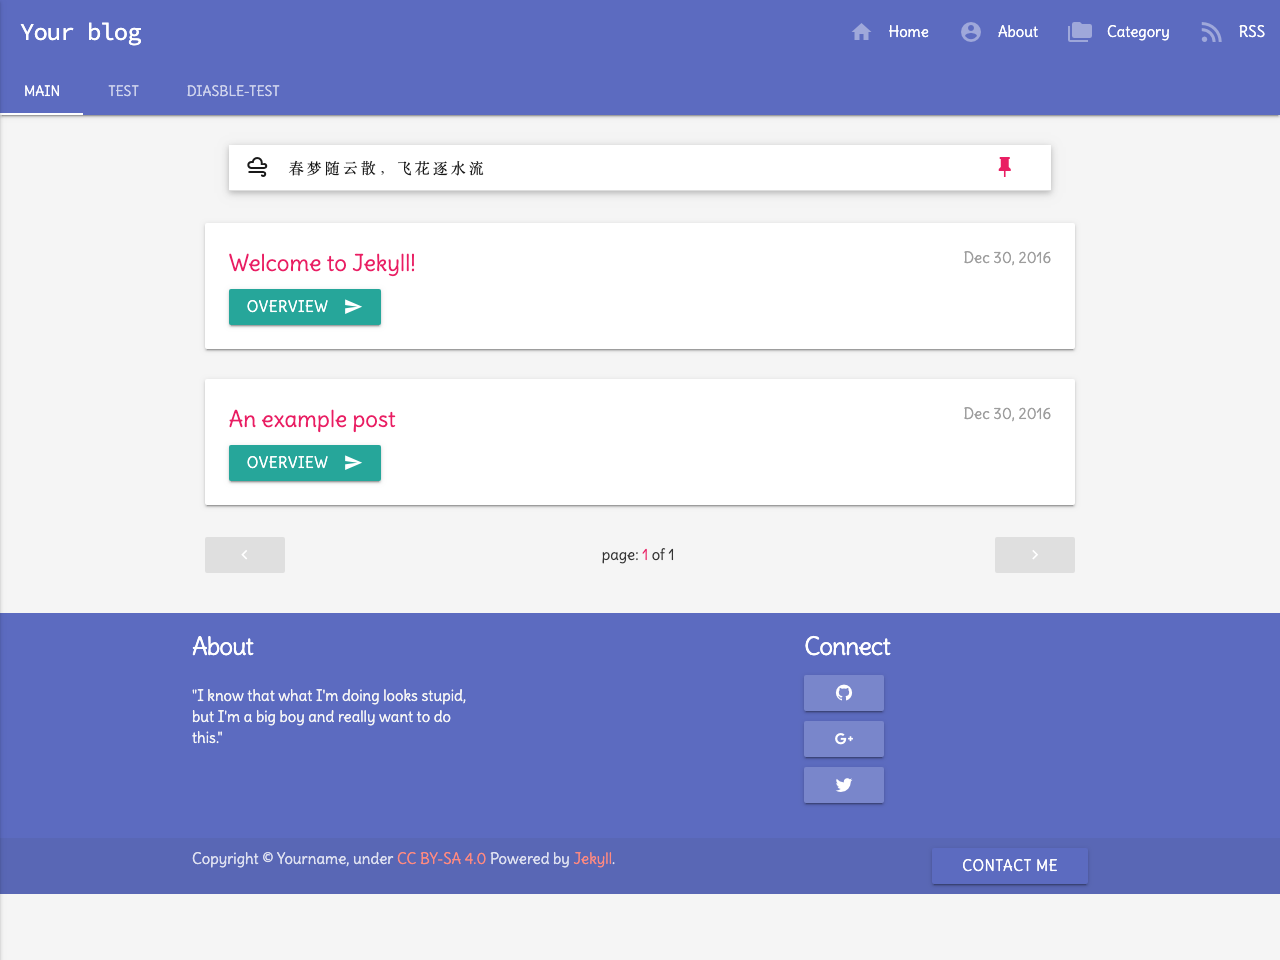 Your blog
Home
About
Category
RSS
MAIN
TEST
DIASBLE-TEST
春梦随云散，飞花逐水流
Welcome to Jekyll!
Dec 30, 2016
OVERVIEW
An example post
Dec 30, 2016
OVERVIEW
page: 1 of 1
About
"I know that what I'm doing looks stupid,
but I'm a big boy and really want to do
this."
Connect
G+
Copyright © Yourname, under CC BY-SA 4.0 Powered by Jekyll.
CONTACT ME